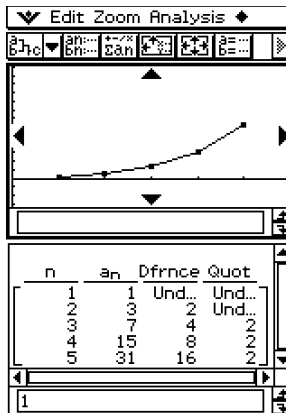 Edit Zoom Analysis
n an Dfrnce Quot
1 1 Und... Und...
2 3 2 Und...
3 7 4 2
4 15 8 2
5 31 16 2
1